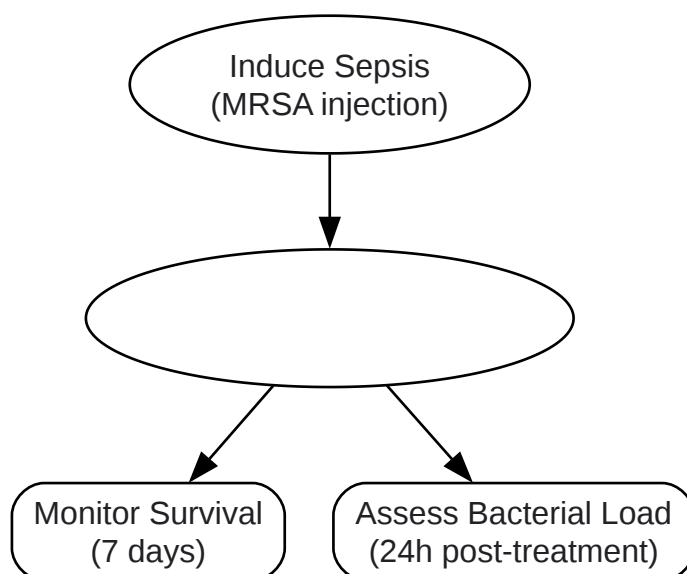 Induce Sepsis
(MRSA injection)
Monitor Survival
(7 days)
Assess Bacterial Load
(24h post-treatment)